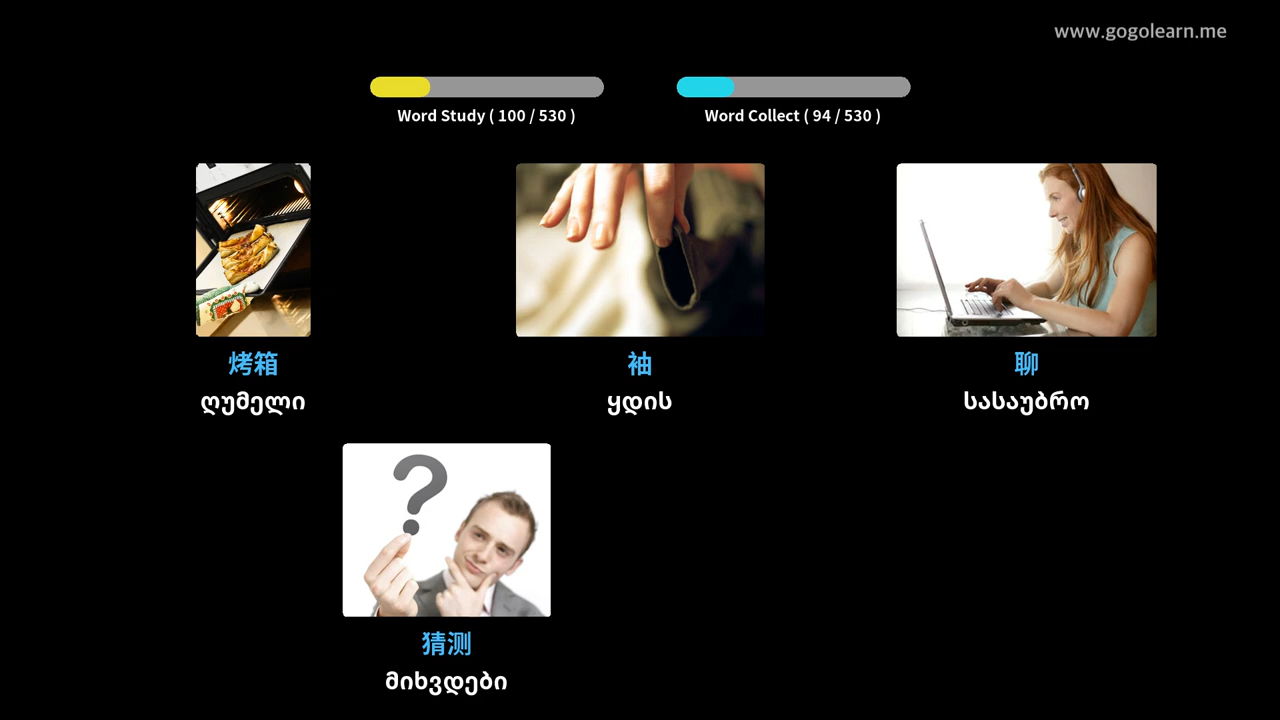 www.gogolearn.me
Word Study ( 100 / 530 )
Word Collect ( 94 / 530 )
烤箱
ღუმელი
袖
ყდის
聊
სასაუბრო
猜测
მიხვდები